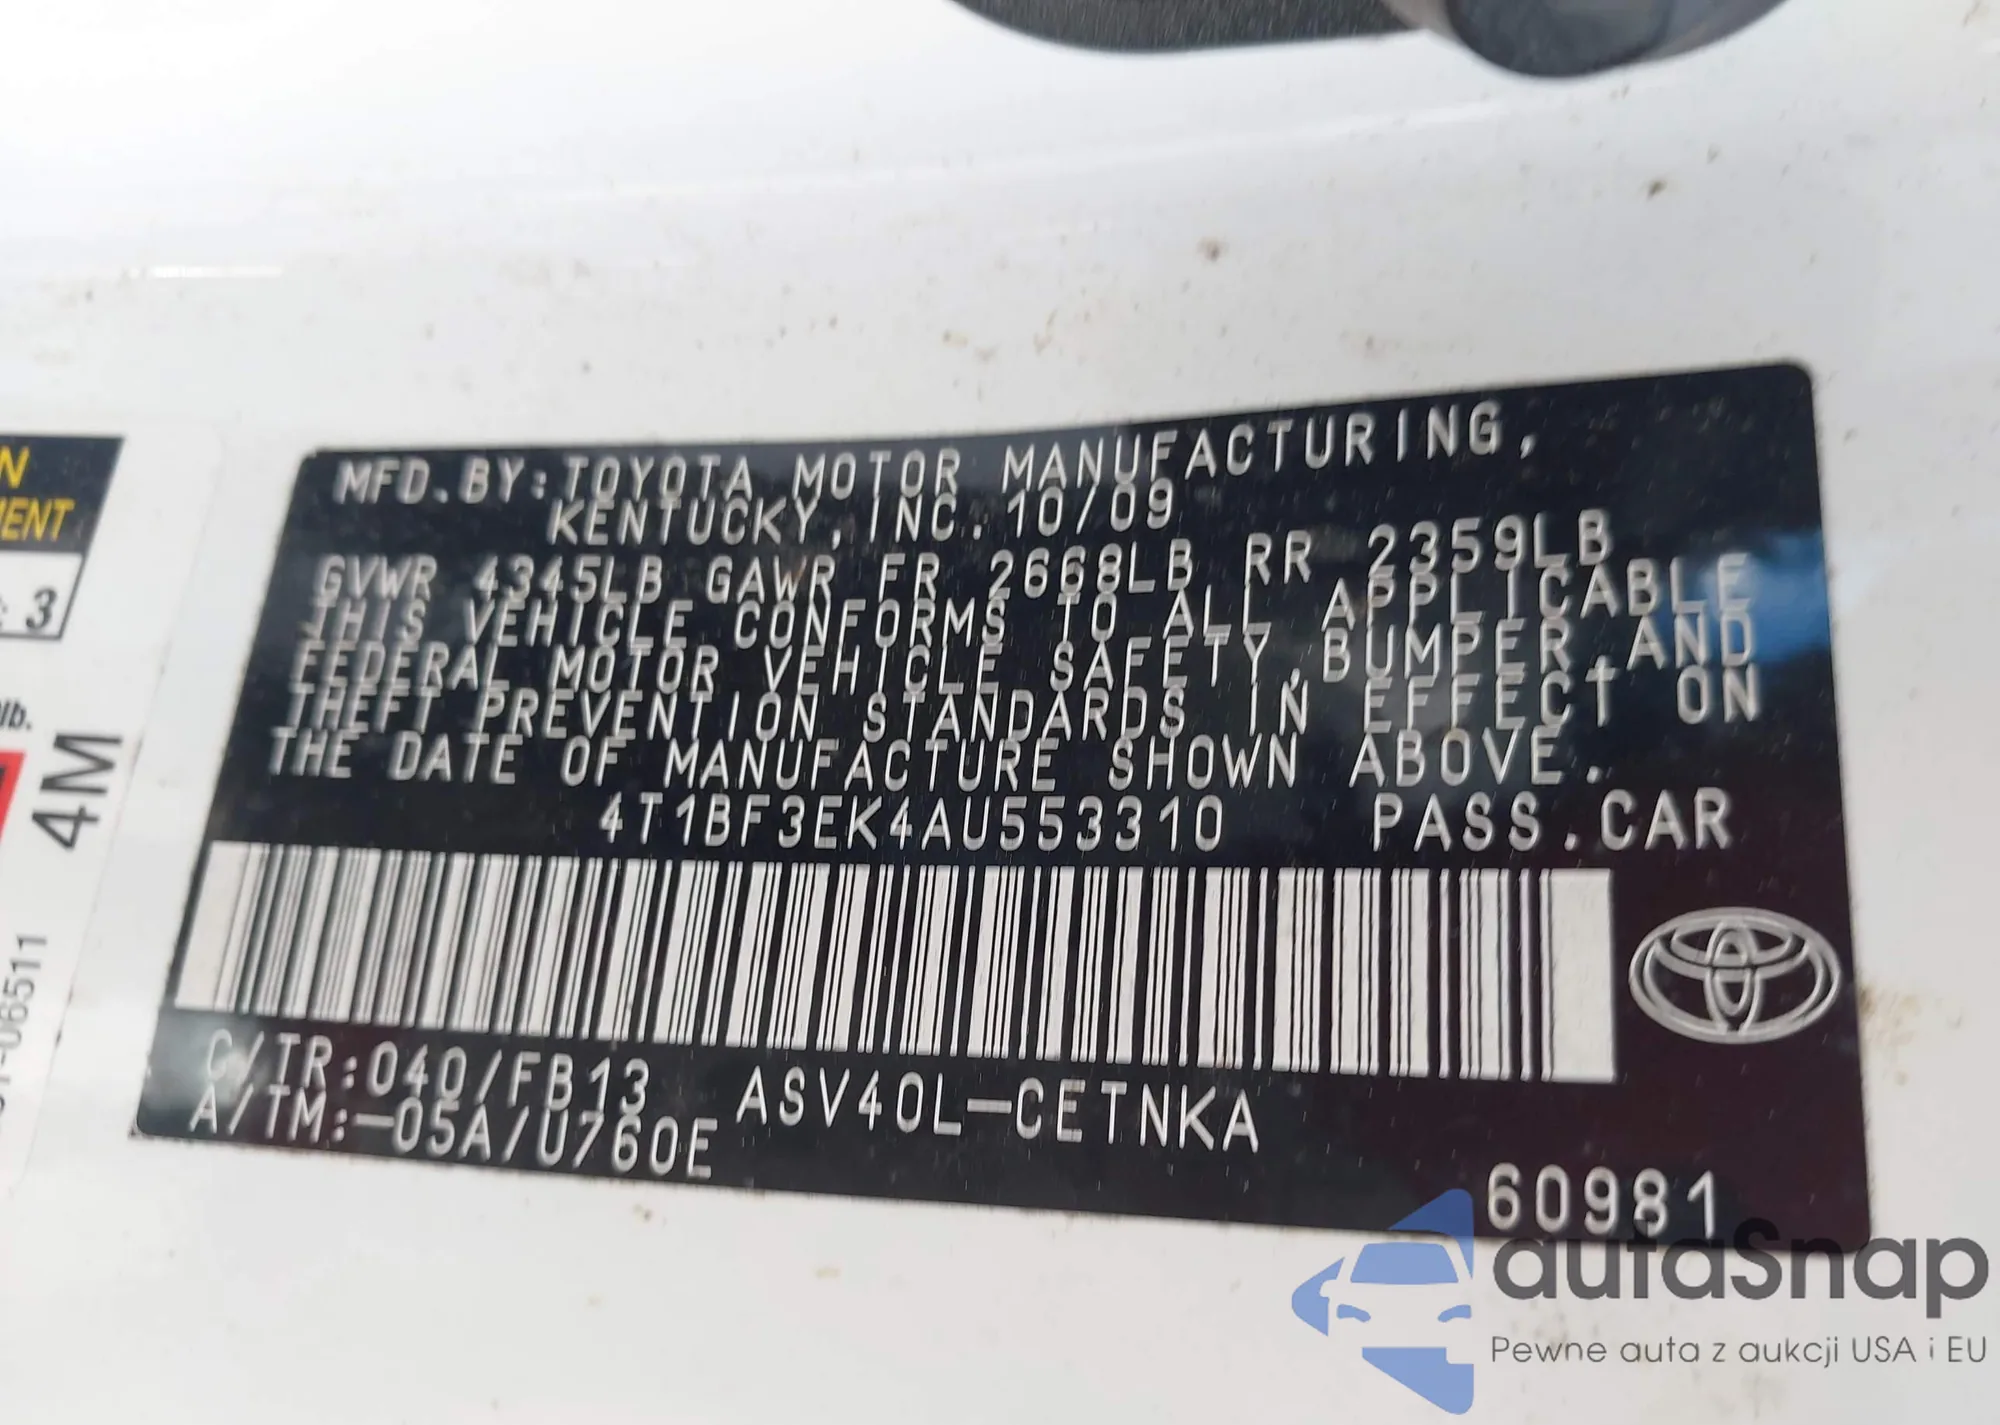 MFD.BY:TOYOTA MOTOR MANUFACTURING,
KENTUCKY,INC.10/09
GVWR 4345LB GAWR FR 2668LB RR 2359LB
THIS VEHICLE CONFORMS TO ALL APPLICABLE
FEDERAL MOTOR VEHICLE SAFETY,BUMPER,AND
THEFT PREVENTION STANDARDS IN EFFECT ON
THE DATE OF MANUFACTURE SHOWN ABOVE.
4T1BF3EK4AU553310 PASS.CAR
C/TR:040/FB13 ASV40L-CETNKA
A/TM:-05A/U760E
60981
: 3
lb.
4M
autaSnap
Pewne auta z aukcji USA i EU